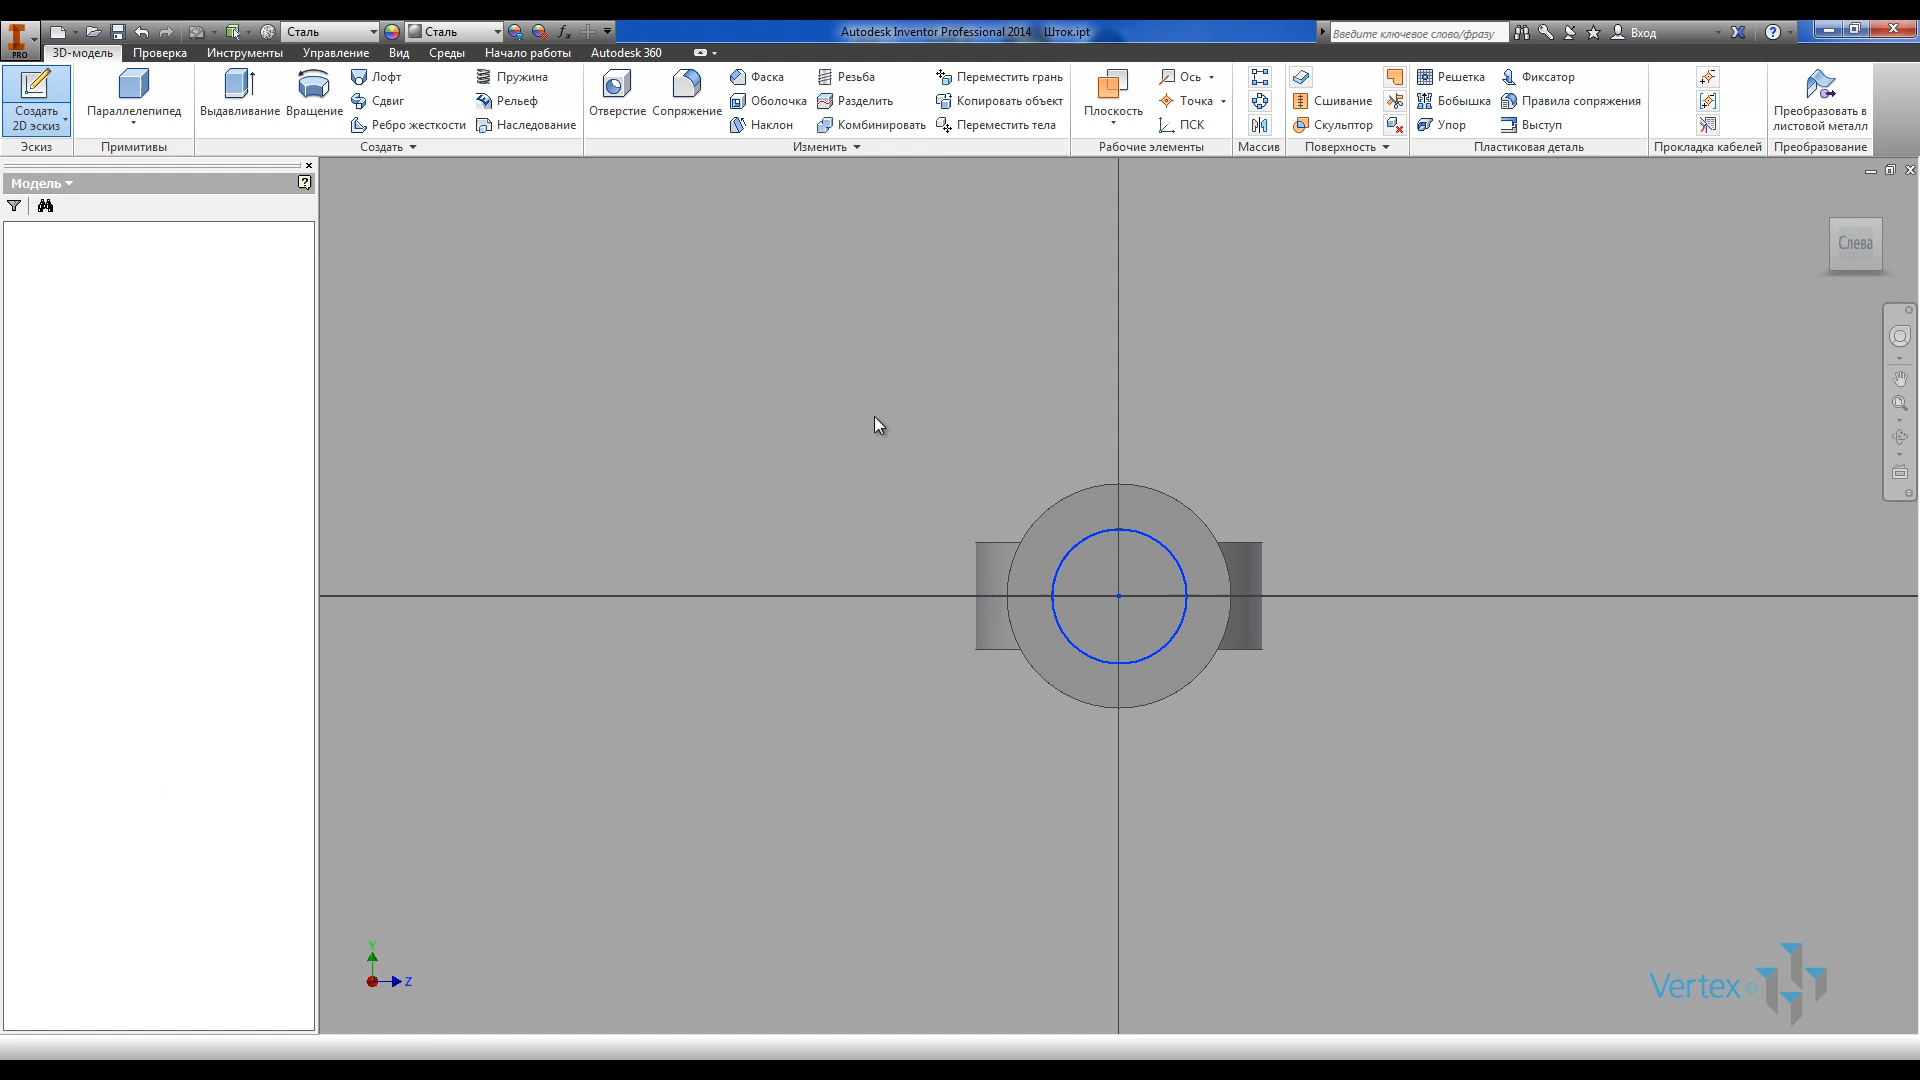 PRO
Сталь
Сталь
Autodesk Inventor Professional 2014 Шток.ipt
Введите ключевое слово/фразу
Вход
3D-модель
Проверка
Инструменты
Управление
Вид
Среды
Начало работы
Autodesk 360
Создать
2D эскиз
Параллелепипед
Выдавливание
Вращение
Лофт
Сдвиг
Ребро жесткости
Пружина
Рельеф
Наследование
Отверстие
Сопряжение
Фаска
Оболочка
Наклон
Резьба
Разделить
Комбинировать
Переместить грань
Копировать объект
Переместить тела
Плоскость
Ось
Точка
ПСК
Сшивание
Скульптор
Решетка
Бобышка
Упор
Фиксатор
Правила сопряжения
Выступ
Преобразовать в
листовой металл
Эскиз
Примитивы
Создать
Изменить
Рабочие элементы
Массив
Поверхность
Пластиковая деталь
Прокладка кабелей
Преобразование
Модель
Слева
Y
Z
Vertex ©